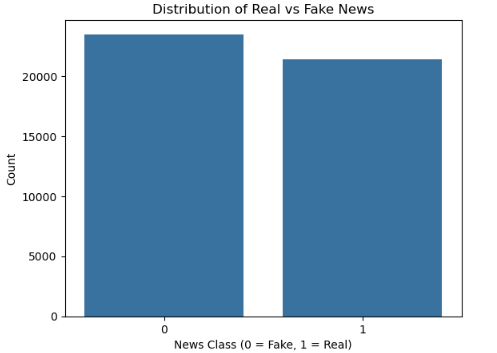 Distribution of Real vs Fake News
Count
20000
15000
10000
5000
0
0 1
News Class (0 = Fake, 1 = Real)